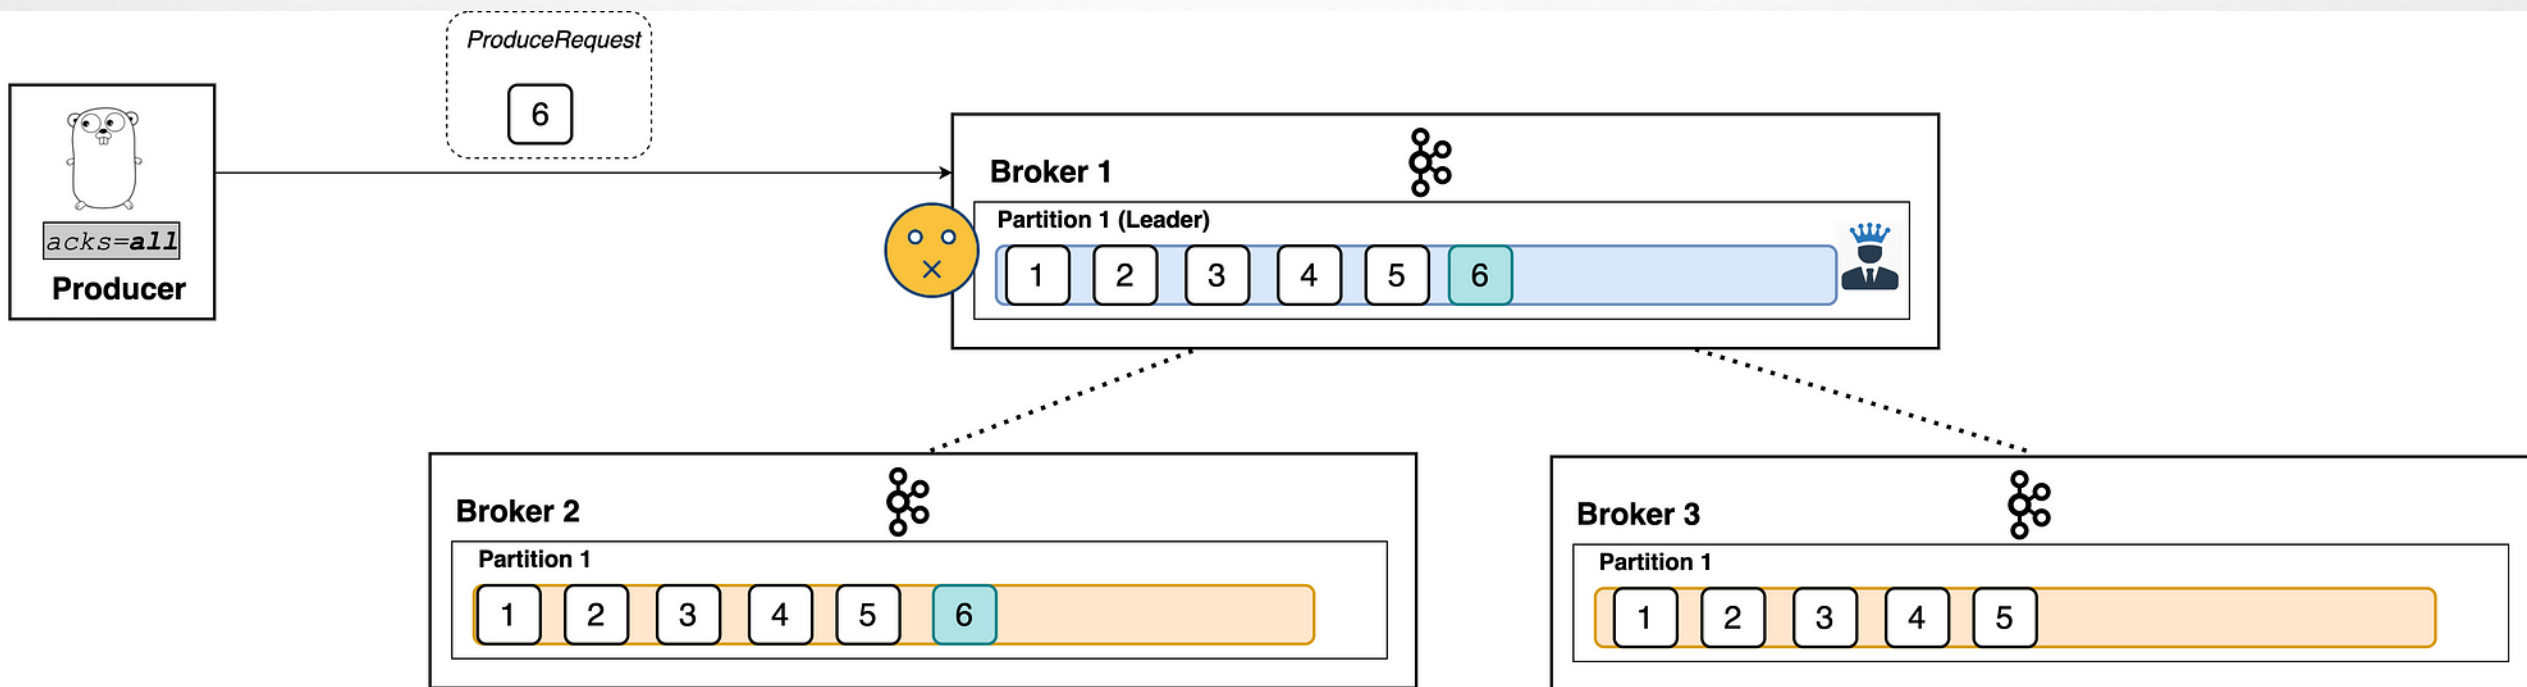 ProduceRequest
6
acks=all
Producer
Broker 1
Partition 1 (Leader)
1 2 3 4 5 6
Broker 2
Partition 1
1 2 3 4 5 6
Broker 3
Partition 1
1 2 3 4 5